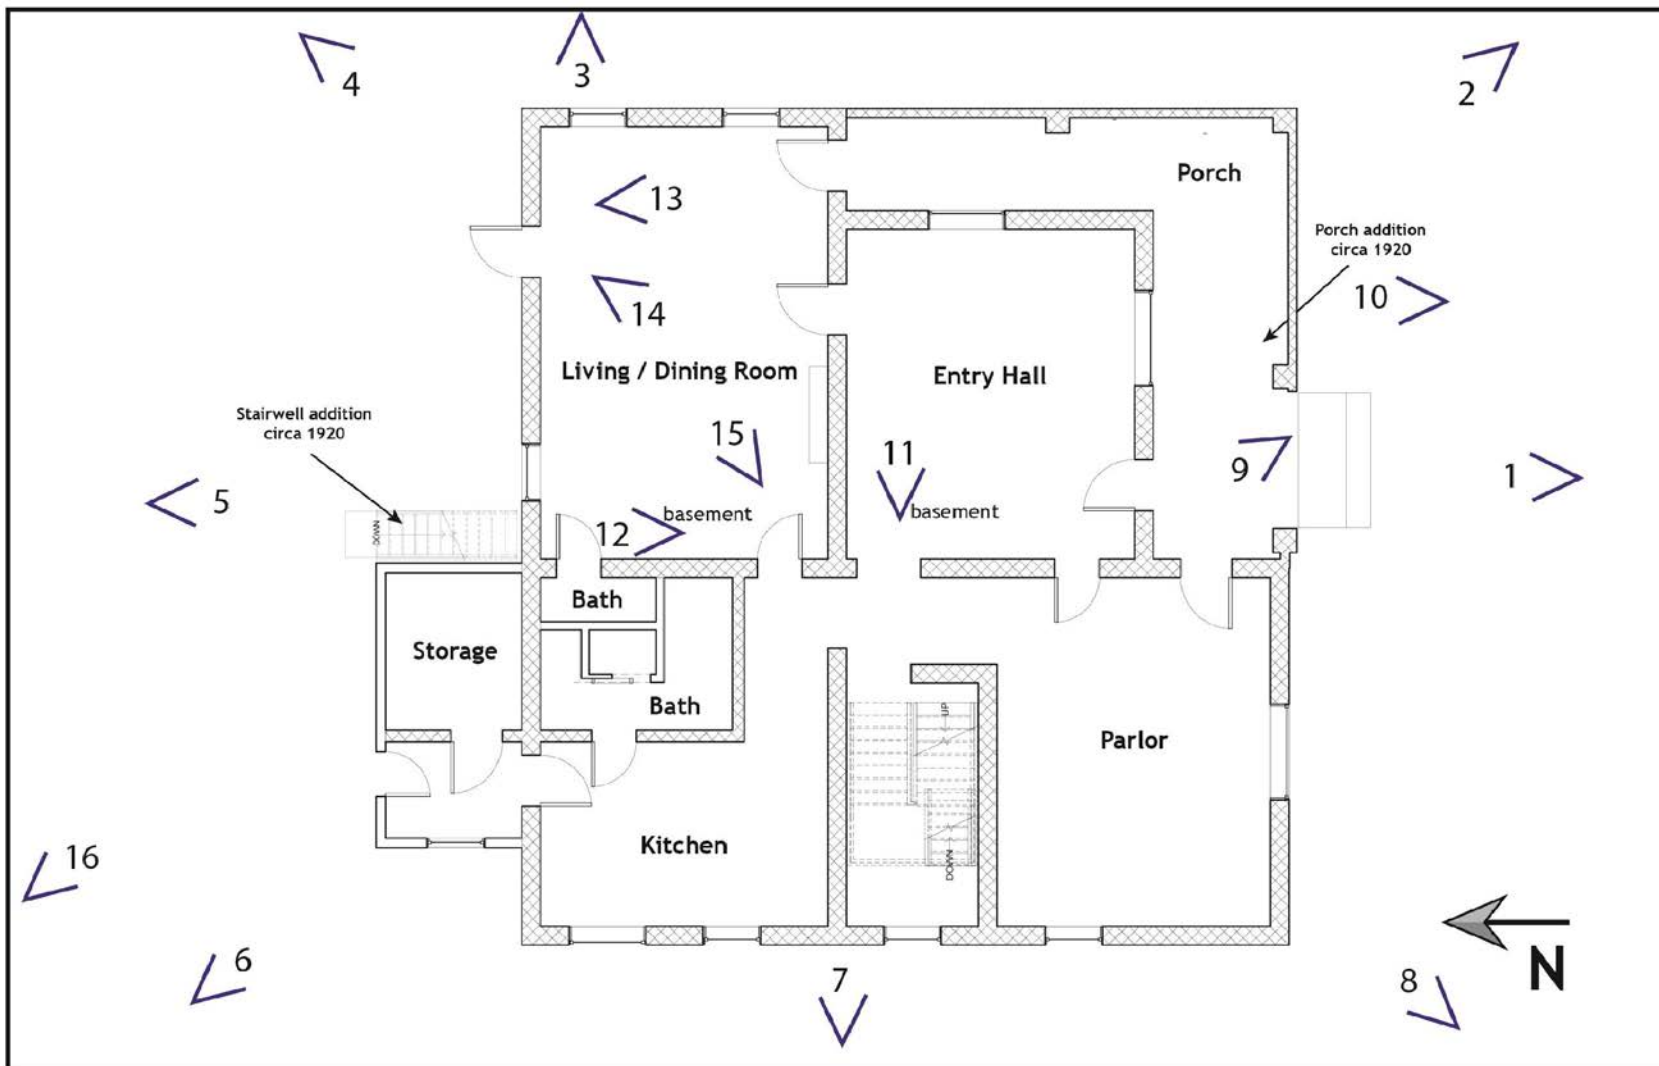 3
4
2
Porch
13
Porch addition
circa 1920
10
14
Living / Dining Room
Entry Hall
Stairwell addition
circa 1920
15
11
9
1
5
basement
basement
DOWN
12
Bath
Storage
Bath
UP
Parlor
Kitchen
DOWN
16
N
6
7
8